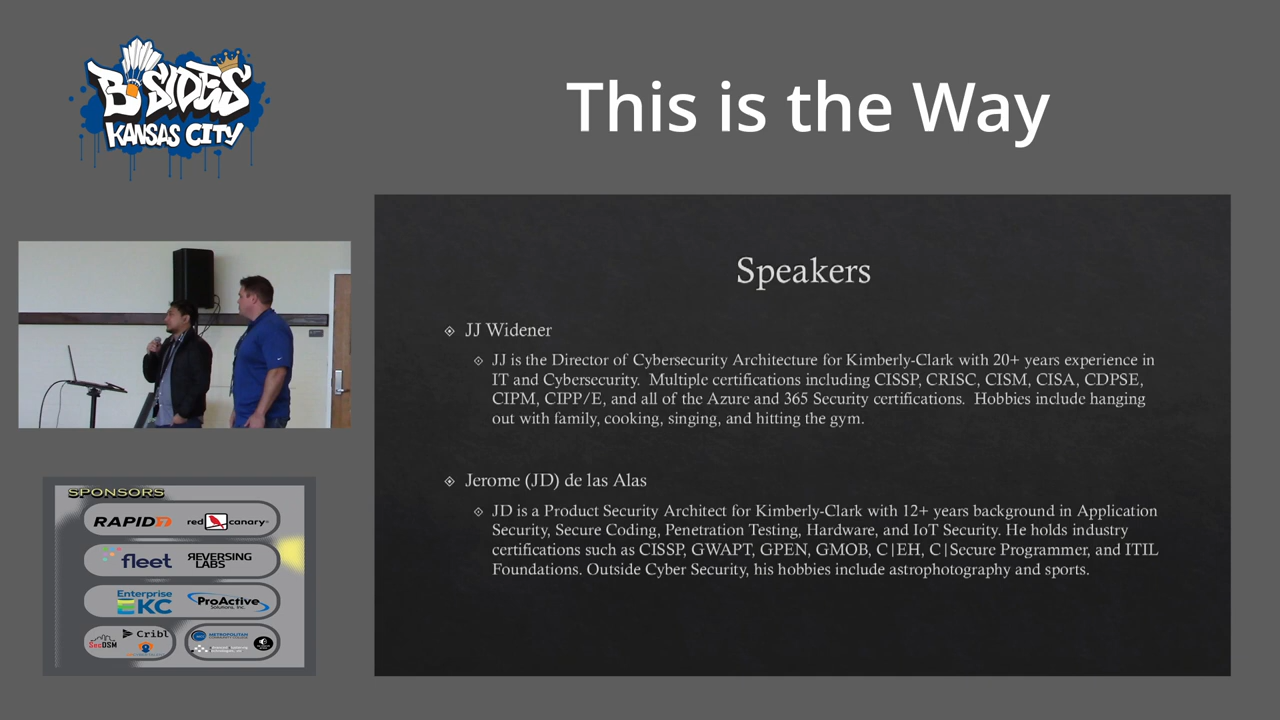 B·SIDES
KANSAS CITY
This is the Way
Speakers
JJ Widener
JJ is the Director of Cybersecurity Architecture for Kimberly-Clark with 20+ years experience in
IT and Cybersecurity. Multiple certifications including CISSP, CRISC, CISM, CISA, CDPSE,
CIPM, CIPP/E, and all of the Azure and 365 Security certifications. Hobbies include hanging
out with family, cooking, singing, and hitting the gym.
Jerome (JD) de las Alas
JD is a Product Security Architect for Kimberly-Clark with 12+ years background in Application
Security, Secure Coding, Penetration Testing, Hardware, and IoT Security. He holds industry
certifications such as CISSP, GWAPT, GPEN, GMOB, C|EH, C|Secure Programmer, and ITIL
Foundations. Outside Cyber Security, his hobbies include astrophotography and sports.
SPONSORS
RAPID7 red canary
fleet REVERSING
LABS
Enterprise
KC
ProActive
Solutions, Inc.
SecDSM Cribl
METROPOLITAN